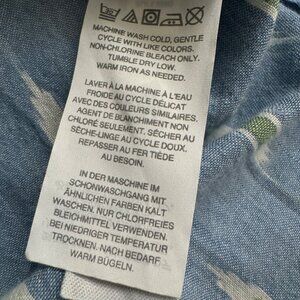 MACHINE WASH COLD, GENTLE
CYCLE WITH LIKE COLORS.
NON-CHLORINE BLEACH ONLY.
TUMBLE DRY LOW.
WARM IRON AS NEEDED.
LAVER À LA MACHINE À L'EAU
FROIDE AU CYCLE DÉLICAT
AVEC DES COULEURS SIMILAIRES.
AGENT DE BLANCHIMENT NON
CHLORÉ SEULEMENT. SÉCHER AU
SÈCHE-LINGE AU CYCLE DOUX.
REPASSER AU FER TIÈDE
AU BESOIN.
IN DER MASCHINE IM
SCHONWASCHGANG MIT
ÄHNLICHEN FARBEN KALT
WASCHEN. NUR CHLORFREIES
BLEICHMITTEL VERWENDEN.
BEI NIEDRIGER TEMPERATUR
TROCKNEN. NACH BEDARF
WARM BÜGELN.